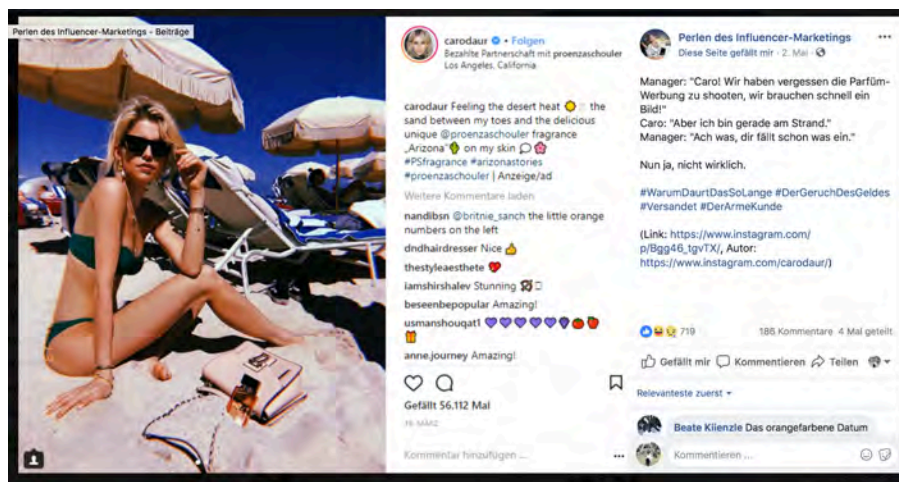 Perlen des Influencer-Marketings - Beiträge
carodaur • Folgen
Bezahlte Partnerschaft mit proenzaschouler
Los Angeles, California
carodaur Feeling the desert heat ☀️ the
sand between my toes and the delicious
unique @proenzaschouler fragrance
„Arizona"🌵 on my skin 💭🌸
#PSfragrance #arizonastories
#proenzaschouler | Anzeige/ad
Weitere Kommentare laden
nandibsn @britnie_sanch the little orange
numbers on the left
dndhairdresser Nice 👍
thestyleaesthete ❤️
iamshirshalev Stunning
beseenbepopular Amazing!
usmanshouqat1 💜💜💜💜💜🍇🍅🍎
🎁
anne.journey Amazing!
Gefällt 56.112 Mal
19. MÄRZ
Kommentar hinzufügen ...
Perlen des Influencer-Marketings
Diese Seite gefällt mir · 2. Mai ·
Manager: "Caro! Wir haben vergessen die Parfüm-
Werbung zu shooten, wir brauchen schnell ein
Bild!"
Caro: "Aber ich bin gerade am Strand."
Manager: "Ach was, dir fällt schon was ein."
Nun ja, nicht wirklich.
#WarumDaurtDasSoLange #DerGeruchDesGeldes
#Versandet #DerArmeKunde
(Link: https://www.instagram.com/
p/Bgg46_tgvTX/, Autor:
https://www.instagram.com/carodaur/)
719 186 Kommentare 4 Mal geteilt
Gefällt mir Kommentieren Teilen
Relevanteste zuerst
Beate Kiienzle Das orangefarbene Datum
Kommentieren ...